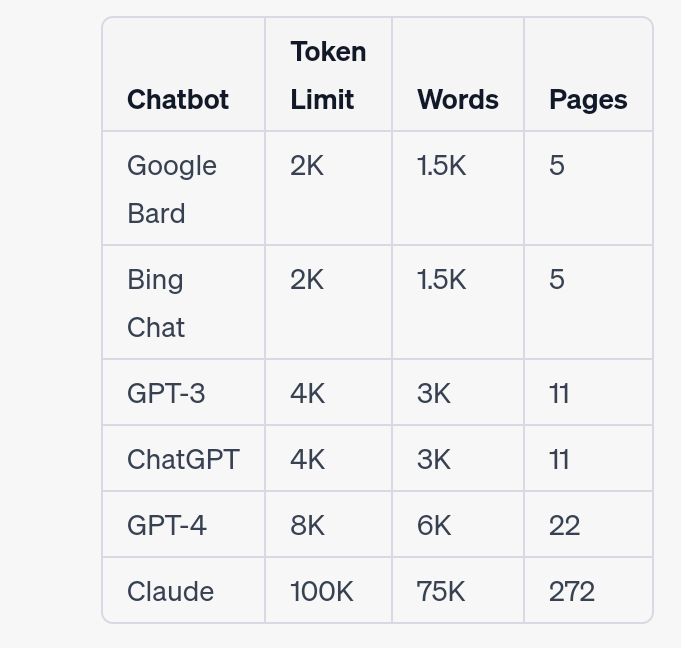 Chatbot Token Limit Words Pages
Google Bard 2K 1.5K 5
Bing Chat 2K 1.5K 5
GPT-3 4K 3K 11
ChatGPT 4K 3K 11
GPT-4 8K 6K 22
Claude 100K 75K 272